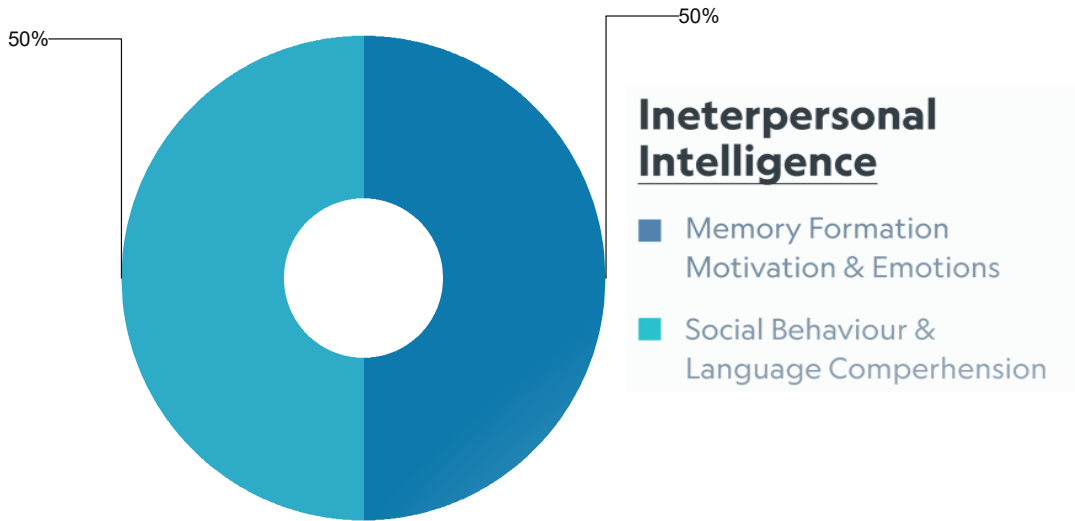 50%
50%
Ineterpersonal
Intelligence
Memory Formation
Motivation & Emotions
Social Behaviour &
Language Comperhension